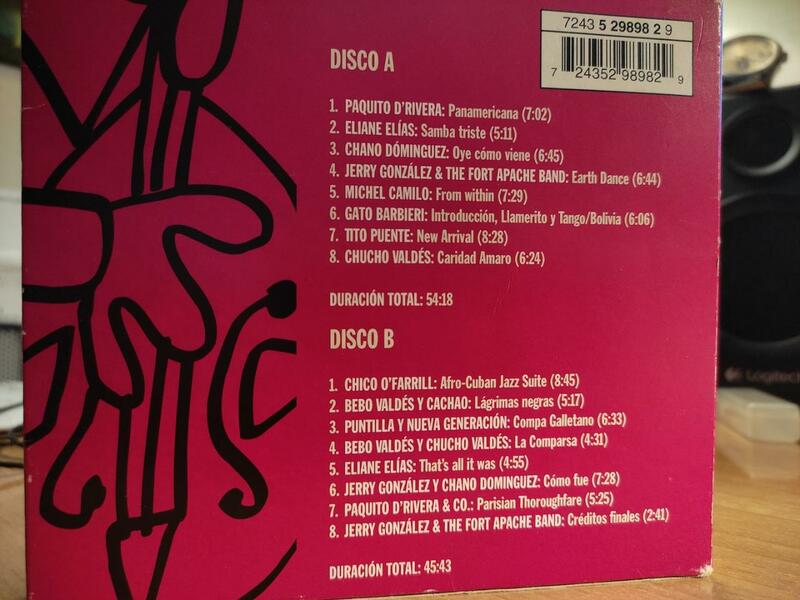 7243 5 29898 2 9
7 24352 98982 9
DISCO A
1. PAQUITO D'RIVERA: Panamericana (7:02)
2. ELIANE ELÍAS: Samba triste (5:11)
3. CHANO DÓMINGUEZ: Oye cómo viene (6:45)
4. JERRY GONZÁLEZ & THE FORT APACHE BAND: Earth Dance (6:44)
5. MICHEL CAMILO: From within (7:29)
6. GATO BARBIERI: Introducción, Llamerito y Tango/Bolivia (6:06)
7. TITO PUENTE: New Arrival (8:28)
8. CHUCHO VALDÉS: Caridad Amaro (6:24)
DURACIÓN TOTAL: 54:18
DISCO B
1. CHICO O'FARRILL: Afro-Cuban Jazz Suite (8:45)
2. BEBO VALDÉS Y CACHAO: Lágrimas negras (5:17)
3. PUNTILLA Y NUEVA GENERACIÓN: Compa Galletano (6:33)
4. BEBO VALDÉS Y CHUCHO VALDÉS: La Comparsa (4:31)
5. ELIANE ELÍAS: That's all it was (4:55)
6. JERRY GONZÁLEZ Y CHANO DOMINGUEZ: Cómo fue (7:28)
7. PAQUITO D'RIVERA & CO.: Parisian Thoroughfare (5:25)
8. JERRY GONZÁLEZ & THE FORT APACHE BAND: Créditos finales (2:41)
DURACIÓN TOTAL: 45:43
Logitech